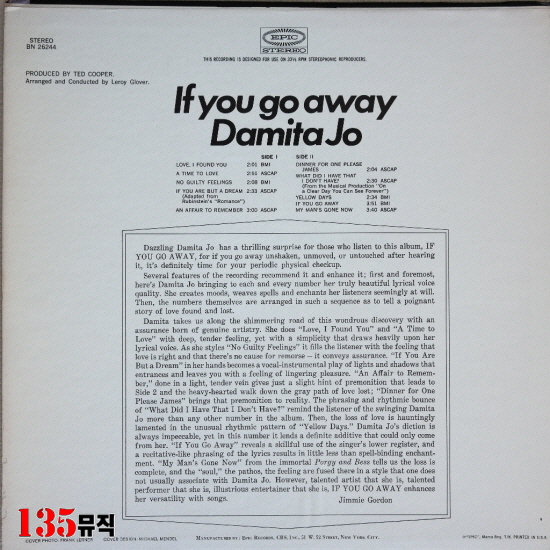 STEREO
BN 26244
EPIC
STEREO
THIS RECORDING IS DESIGNED FOR USE ON 33⅓ RPM STEREOPHONIC REPRODUCERS.
PRODUCED BY TED COOPER.
Arranged and Conducted by Leroy Glover.
If you go away
Damita Jo
SIDE I
LOVE, I FOUND YOU 2:01 BMI
A TIME TO LOVE 2:51 ASCAP
NO GUILTY FEELINGS 2:08 BMI
IF YOU ARE BUT A DREAM 2:33 ASCAP
(Adapted from
Rubinstein's "Romance")
AN AFFAIR TO REMEMBER 3:00 ASCAP
SIDE II
DINNER FOR ONE PLEASE
JAMES 2:04 ASCAP
WHAT DID I HAVE THAT
I DON'T HAVE? 2:30 ASCAP
(From the Musical Production "On
a Clear Day You Can See Forever")
YELLOW DAYS 2:34 BMI
IF YOU GO AWAY 3:51 BMI
MY MAN'S GONE NOW 3:40 ASCAP
Dazzling Damita Jo has a thrilling surprise for those who listen to this album, IF
YOU GO AWAY, for if you go away unshaken, unmoved, or untouched after hearing
it, it's definitely time for your periodic physical checkup.
Several features of the recording recommend it and enhance it; first and foremost,
here's Damita Jo bringing to each and every number her truly beautiful lyrical voice
quality. She creates moods, weaves spells and enchants her listeners seemingly at will.
Then, the numbers themselves are arranged in such a sequence as to tell a poignant
story of love found and lost.
Damita takes us along the shimmering road of this wondrous discovery with an
assurance born of genuine artistry. She does "Love, I Found You" and "A Time to
Love" with deep, tender feeling, yet with a simplicity that draws heavily upon her
lyrical voice. As she styles "No Guilty Feelings" it fills the listener with the feeling that
love is right and that there's no cause for remorse – it conveys assurance. "If You Are
But a Dream" in her hands becomes a vocal-instrumental play of lights and shadows that
entrances and leaves you with a feeling of lingering pleasure. "An Affair to Remem-
ber," done in a light, tender vein gives just a slight hint of premonition that leads to
Side 2 and the heavy-hearted walk down the gray path of love lost; "Dinner for One
Please James" brings that premonition to reality. The phrasing and rhythmic bounce
of "What Did I Have That I Don't Have?" remind the listener of the swinging Damita
Jo more than any other number in the album. Then, the loss of love is hauntingly
lamented in the unusual rhythmic pattern of "Yellow Days." Damita Jo's diction is
always impeccable, yet in this number it lends a definite additive that could only come
from her. "If You Go Away" reveals a skillful use of the singer's lower register, and
a recitative-like phrasing of the lyrics results in little less than spell-binding enchant-
ment. "My Man's Gone Now" from the immortal Porgy and Bess tells us the loss is
complete, and the "soul," the pathos, the feeling are fused there in a style that one does
not usually associate with Damita Jo. However, talented artist that she is, talented
performer that she is, illustrious entertainer that she is, IF YOU GO AWAY enhances
her versatility with songs.
Jimmie Gordon
135뮤직
COVER PHOTO: FRANK LERNER
COVER DESIGN: MICHAEL MENDEL
MANUFACTURED BY: EPIC RECORDS, CBS, INC., 51 W. 52 STREET, NEW YORK CITY.
PRINTED IN U.S.A.